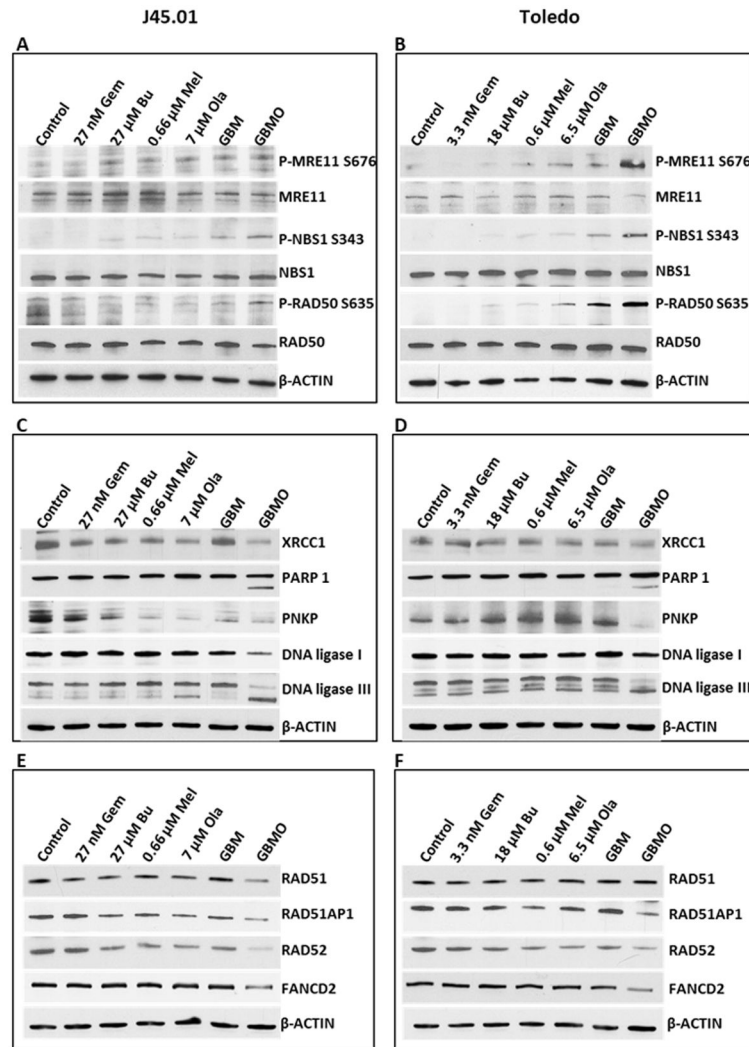 J45.01
Toledo
A
Control
27 nM Gem
27 µM Bu
0.66 µM Mel
7 µM Ola
GBM
GBMO
P-MRE11 S676
MRE11
P-NBS1 S343
NBS1
P-RAD50 S635
RAD50
β-ACTIN
B
Control
3.3 nM Gem
18 µM Bu
0.6 µM Mel
6.5 µM Ola
GBM
GBMO
P-MRE11 S676
MRE11
P-NBS1 S343
NBS1
P-RAD50 S635
RAD50
β-ACTIN
C
Control
27 nM Gem
27 µM Bu
0.66 µM Mel
7 µM Ola
GBM
GBMO
XRCC1
PARP 1
PNKP
DNA ligase I
DNA ligase III
β-ACTIN
D
Control
3.3 nM Gem
18 µM Bu
0.6 µM Mel
6.5 µM Ola
GBM
GBMO
XRCC1
PARP 1
PNKP
DNA ligase I
DNA ligase III
β-ACTIN
E
Control
27 nM Gem
27 µM Bu
0.66 µM Mel
7 µM Ola
GBM
GBMO
RAD51
RAD51AP1
RAD52
FANCD2
β-ACTIN
F
Control
3.3 nM Gem
18 µM Bu
0.6 µM Mel
6.5 µM Ola
GBM
GBMO
RAD51
RAD51AP1
RAD52
FANCD2
β-ACTIN